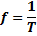 f = 1/T